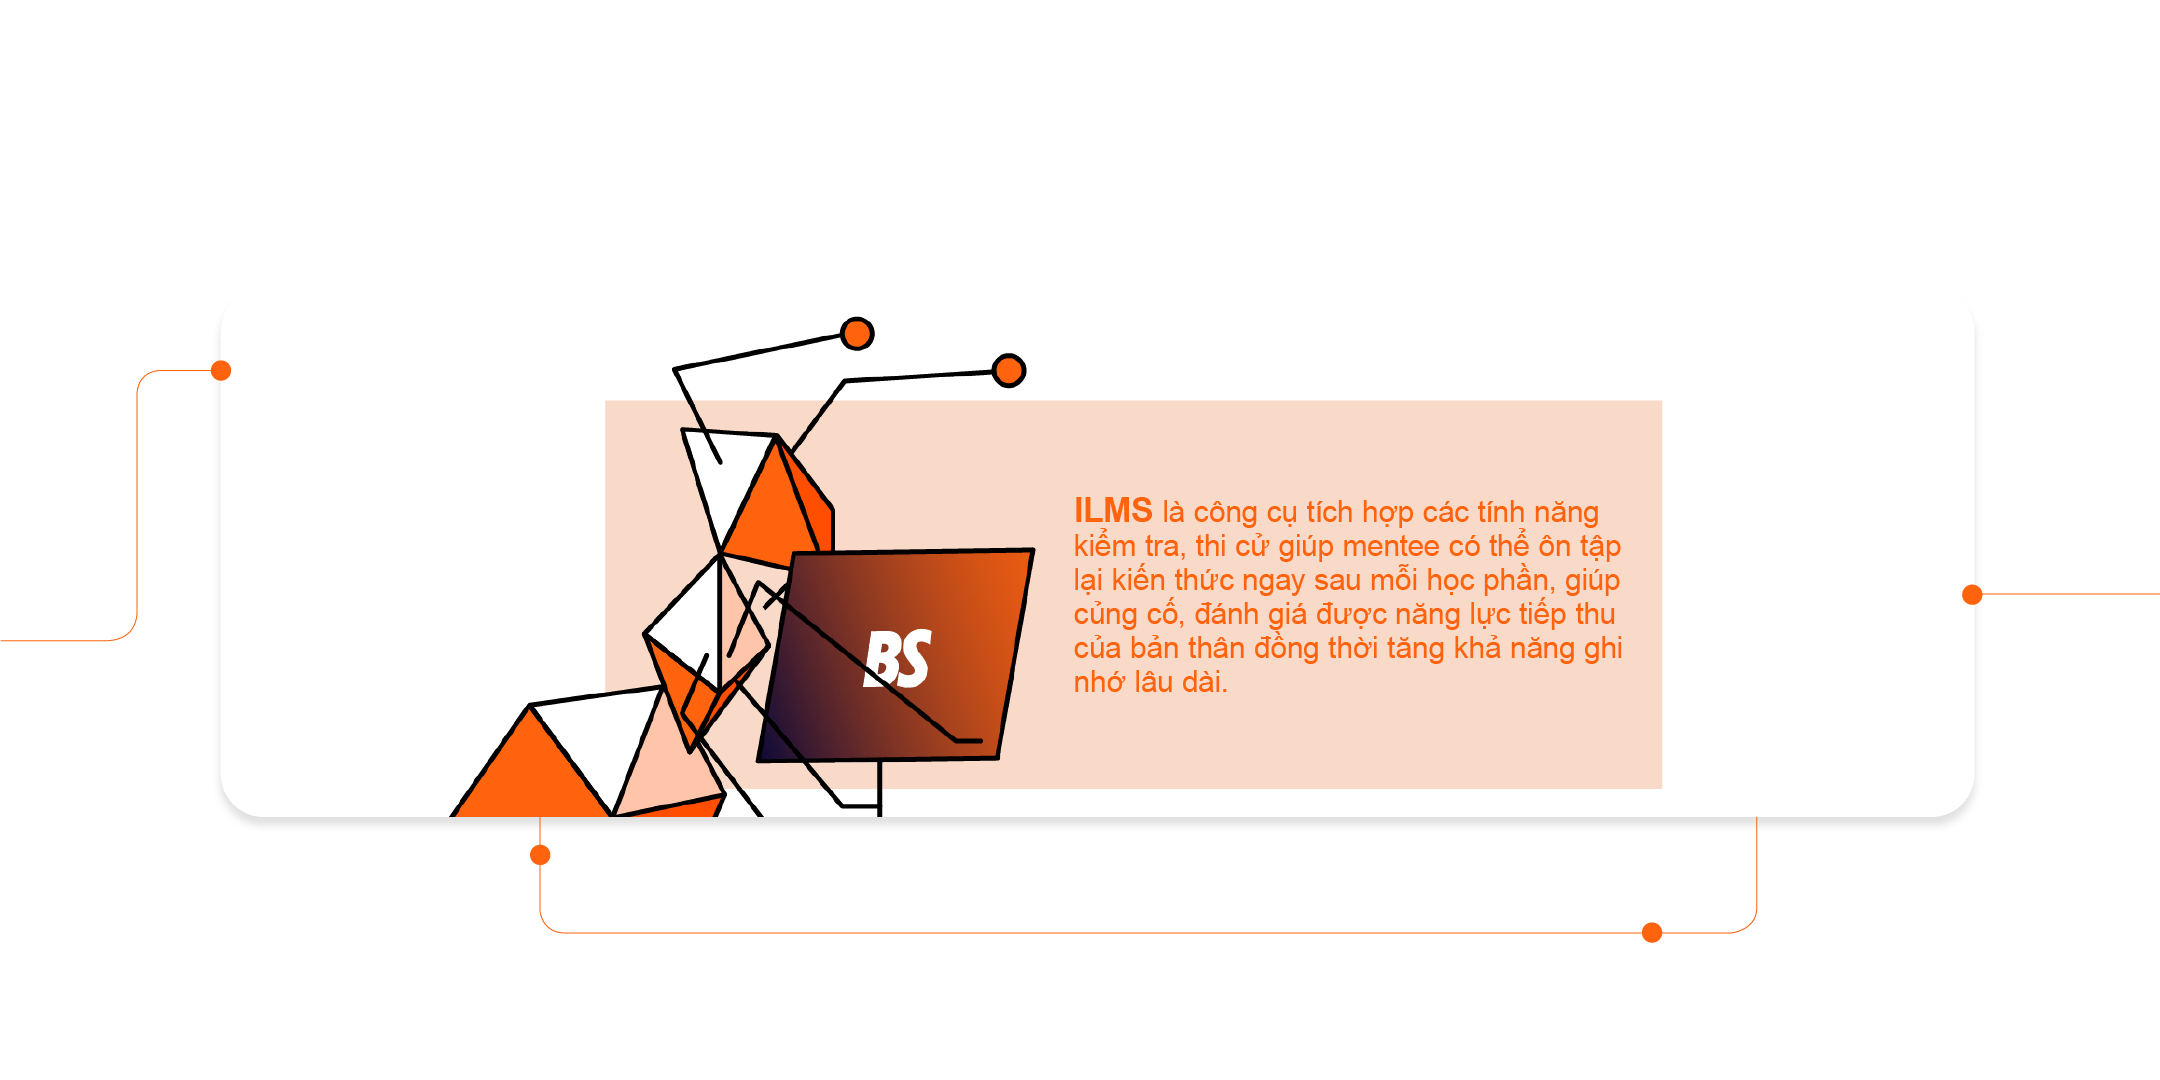 BS
ILMS là công cụ tích hợp các tính năng
kiểm tra, thi cử giúp mentee có thể ôn tập
lại kiến thức ngay sau mỗi học phần, giúp
củng cố, đánh giá được năng lực tiếp thu
của bản thân đồng thời tăng khả năng ghi
nhớ lâu dài.